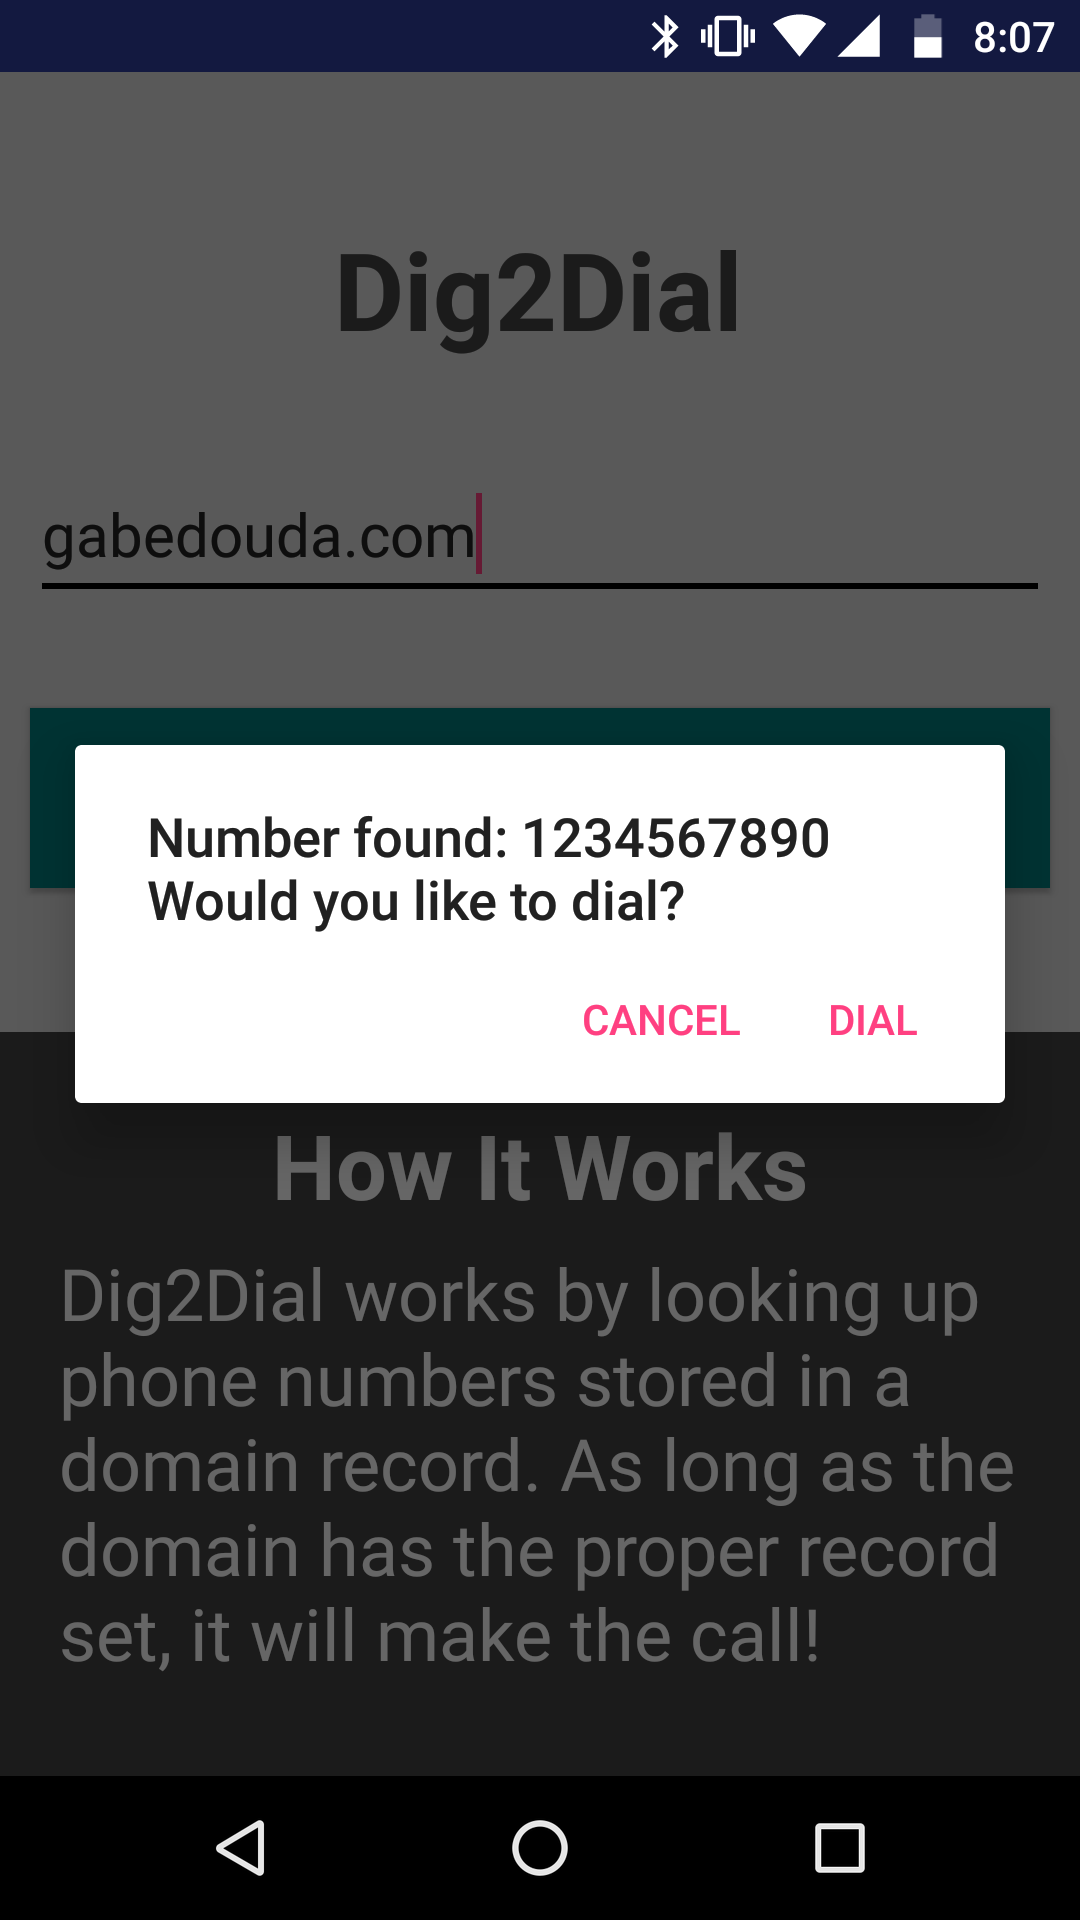 8:07
Dig2Dial
gabedouda.com
Number found: 1234567890
Would you like to dial?
CANCEL DIAL
How It Works
Dig2Dial works by looking up
phone numbers stored in a
domain record. As long as the
domain has the proper record
set, it will make the call!